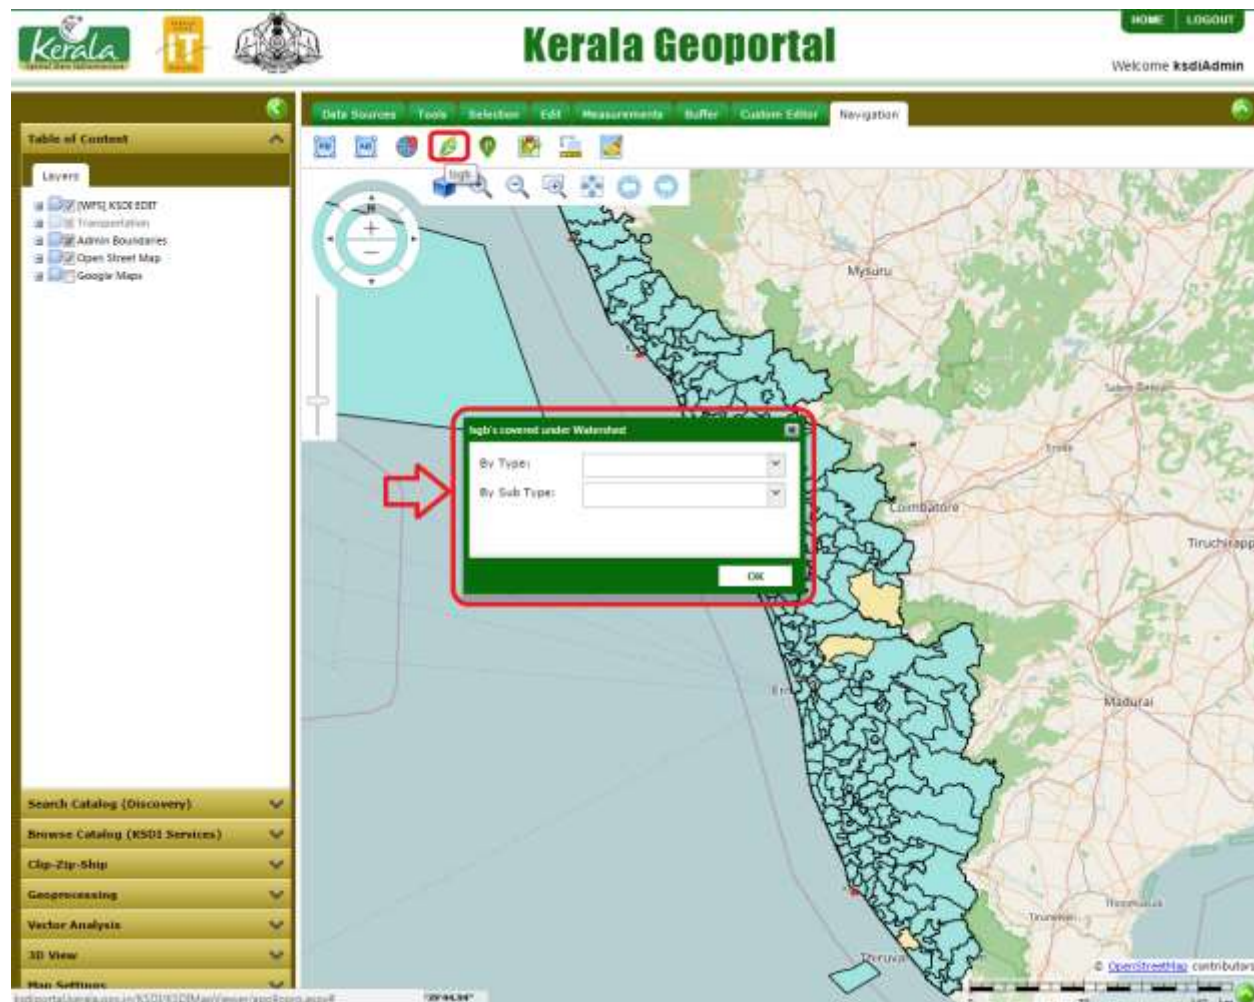 Kerala
IT
Kerala Geoportal
HOME LOGOUT
Welcome ksdiAdmin
Data Sources Tools Selection Edit Measurements Buffer Custom Editor Navigation
Table of Content
Layers
[WFS] KSDI EDIT
Transportation
Admin Boundaries
Open Street Map
Google Maps
lsgb
N
Mysuru
lsgb's covered under Watershed
By Type:
By Sub Type:
OK
Erode
Coimbatore
Tiruchirapp
Madurai
Search Catalog (Discovery)
Browse Catalog (KSDI Services)
Clip-Zip-Ship
Geoprocessing
Vector Analysis
3D View
Map Settings
© OpenStreetMap contributors